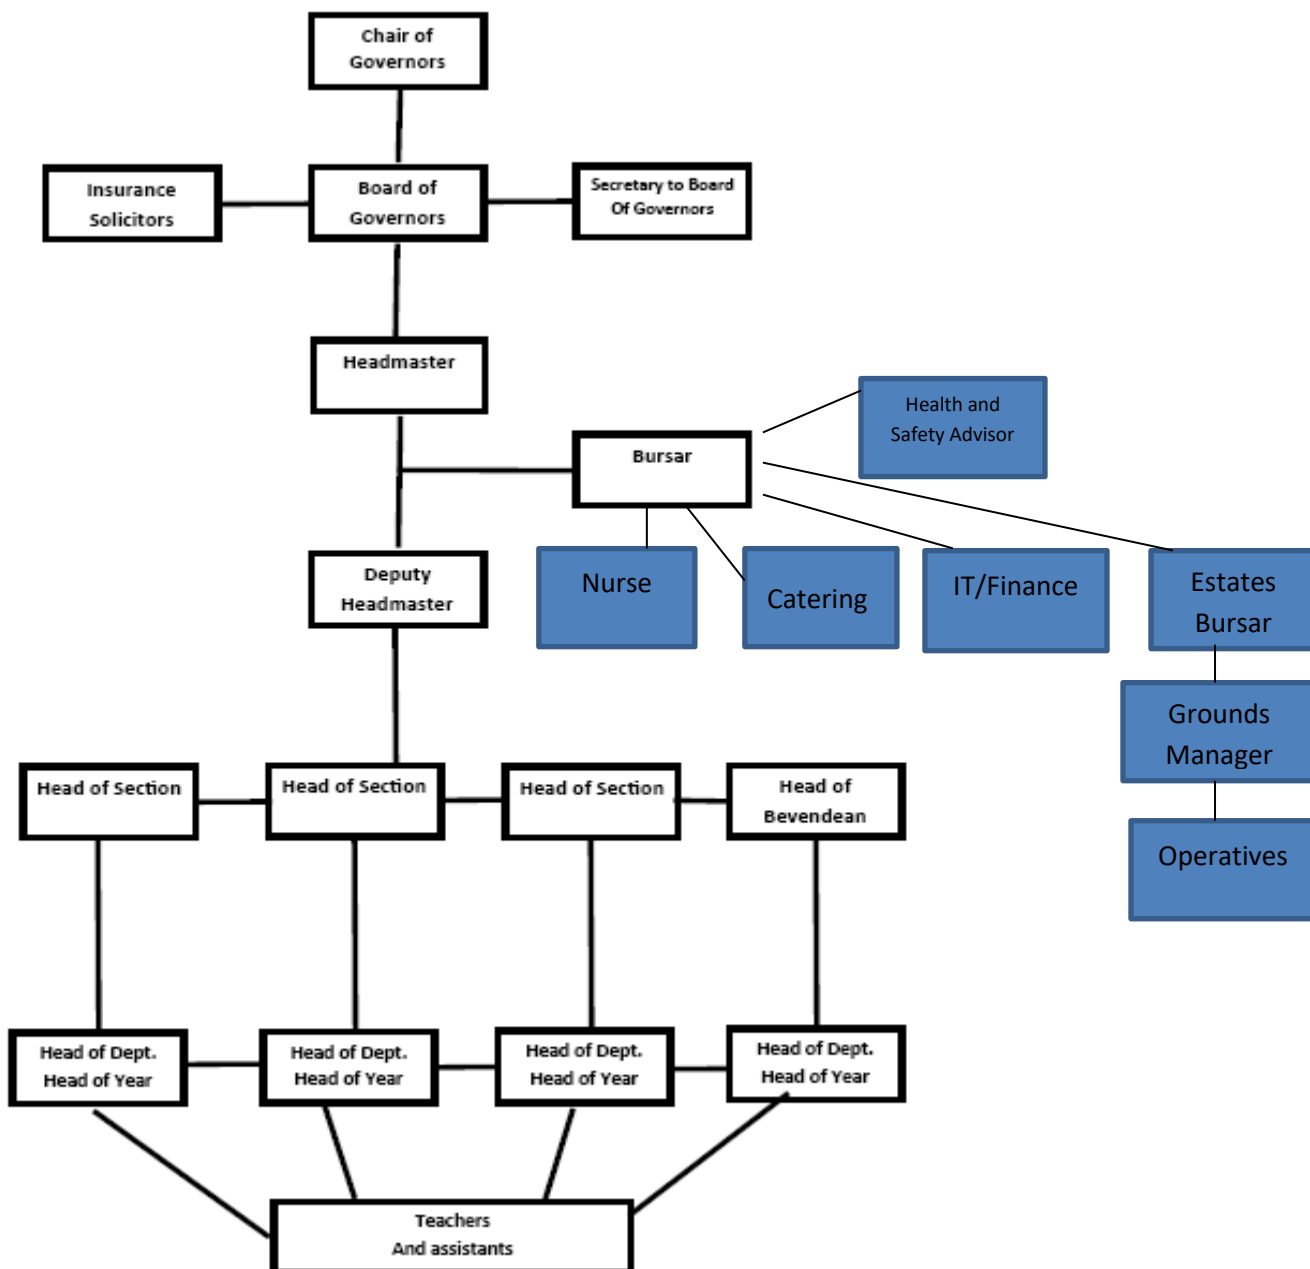 Chair of
Governors
Insurance
Solicitors
Board of
Governors
Secretary to Board
Of Governors
Headmaster
Health and
Safety Advisor
Bursar
Deputy
Headmaster
Nurse
Catering
IT/Finance
Estates
Bursar
Grounds
Manager
Operatives
Head of Section
Head of Section
Head of Section
Head of
Bevendean
Head of Dept.
Head of Year
Head of Dept.
Head of Year
Head of Dept.
Head of Year
Head of Dept.
Head of Year
Teachers
And assistants